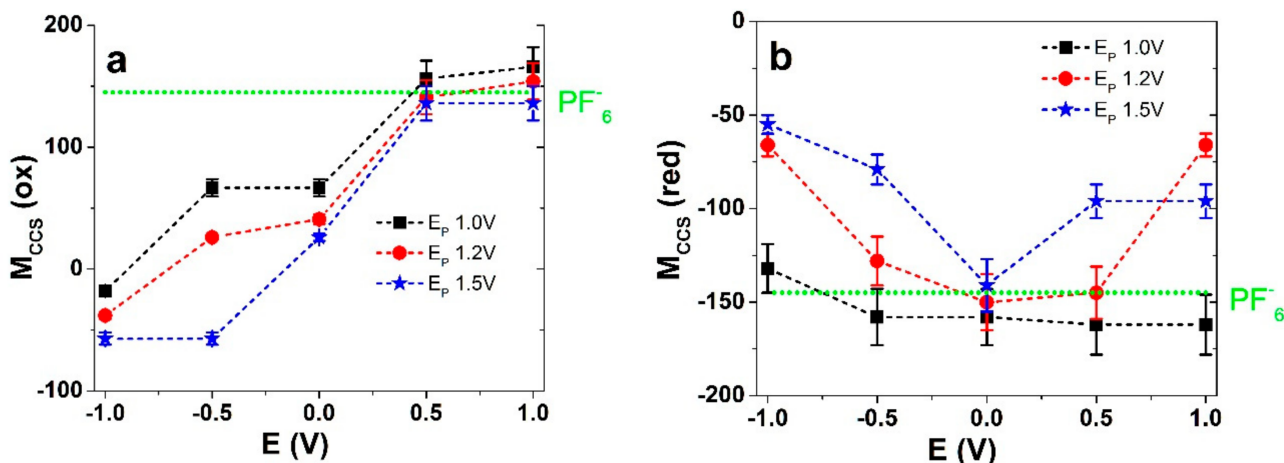 a
M_CCS (ox)
200
100
0
-100
-1.0 -0.5 0.0 0.5 1.0
E (V)
E_P 1.0V
E_P 1.2V
E_P 1.5V
PF6-
b
M_CCS (red)
0
-50
-100
-150
-200
-1.0 -0.5 0.0 0.5 1.0
E (V)
E_P 1.0V
E_P 1.2V
E_P 1.5V
PF6-